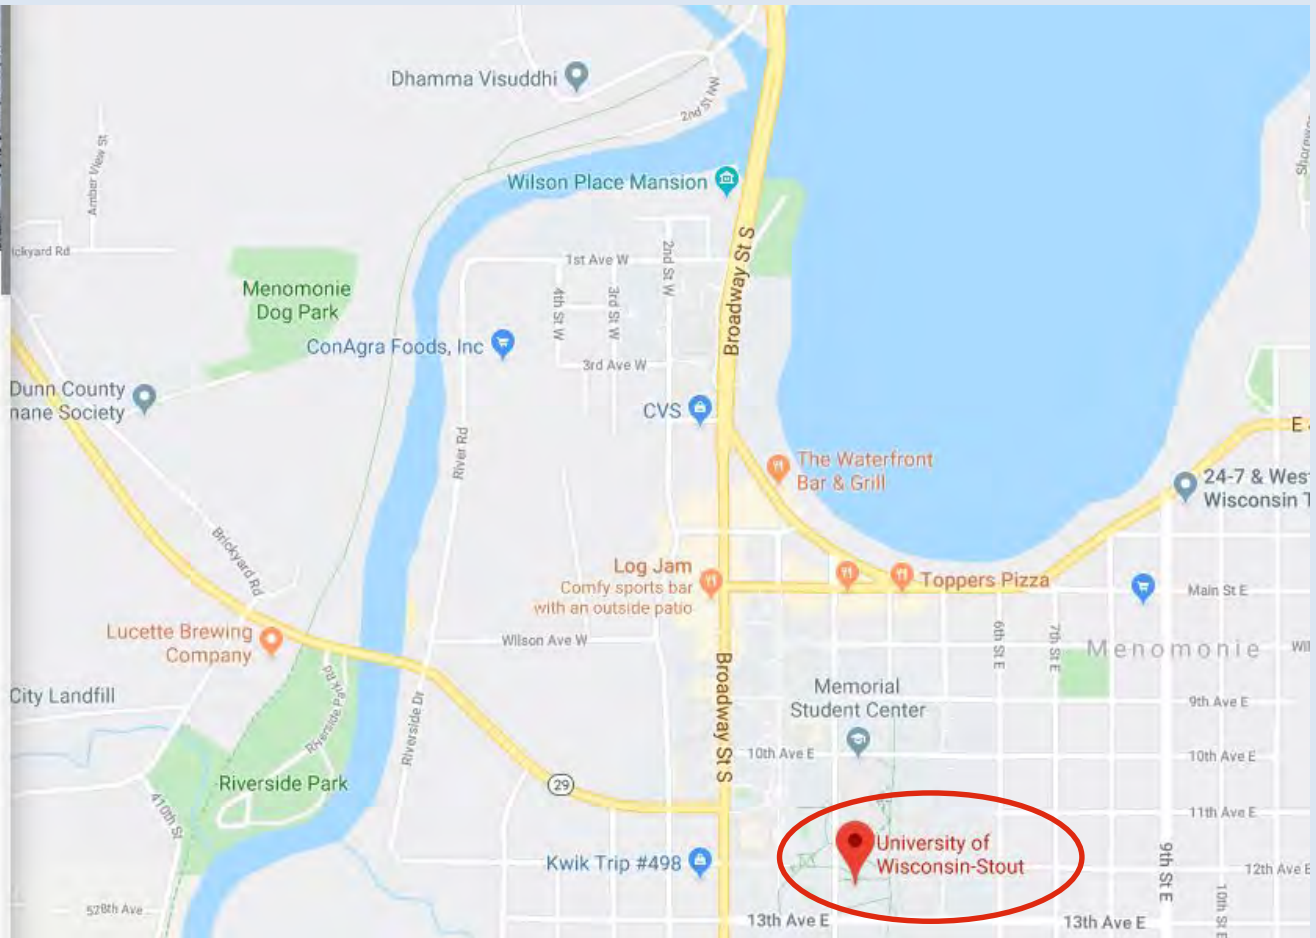 Dhamma Visuddhi
2nd St NW
Amber View St
Wilson Place Mansion
ickyard Rd
1st Ave W
2nd St W
Broadway St S
Menomonie
Dog Park
4th St W
3rd St W
ConAgra Foods, Inc
3rd Ave W
Dunn County
mane Society
CVS
E
River Rd
The Waterfront
Bar & Grill
24-7 & Wes
Wisconsin T
Brickyard Rd
Log Jam
Comfy sports bar
with an outside patio
Toppers Pizza
Main St E
Lucette Brewing
Company
Wilson Ave W
6th St E
7th St E
Menomonie
Wil
City Landfill
Riverside Park Rd
Riverside Dr
Broadway St S
Memorial
Student Center
9th Ave E
10th Ave E
10th Ave E
Riverside Park
29
410th St
11th Ave E
University of
Wisconsin-Stout
Kwik Trip #498
9th St E
12th Ave E
10th St E
528th Ave
13th Ave E
13th Ave E